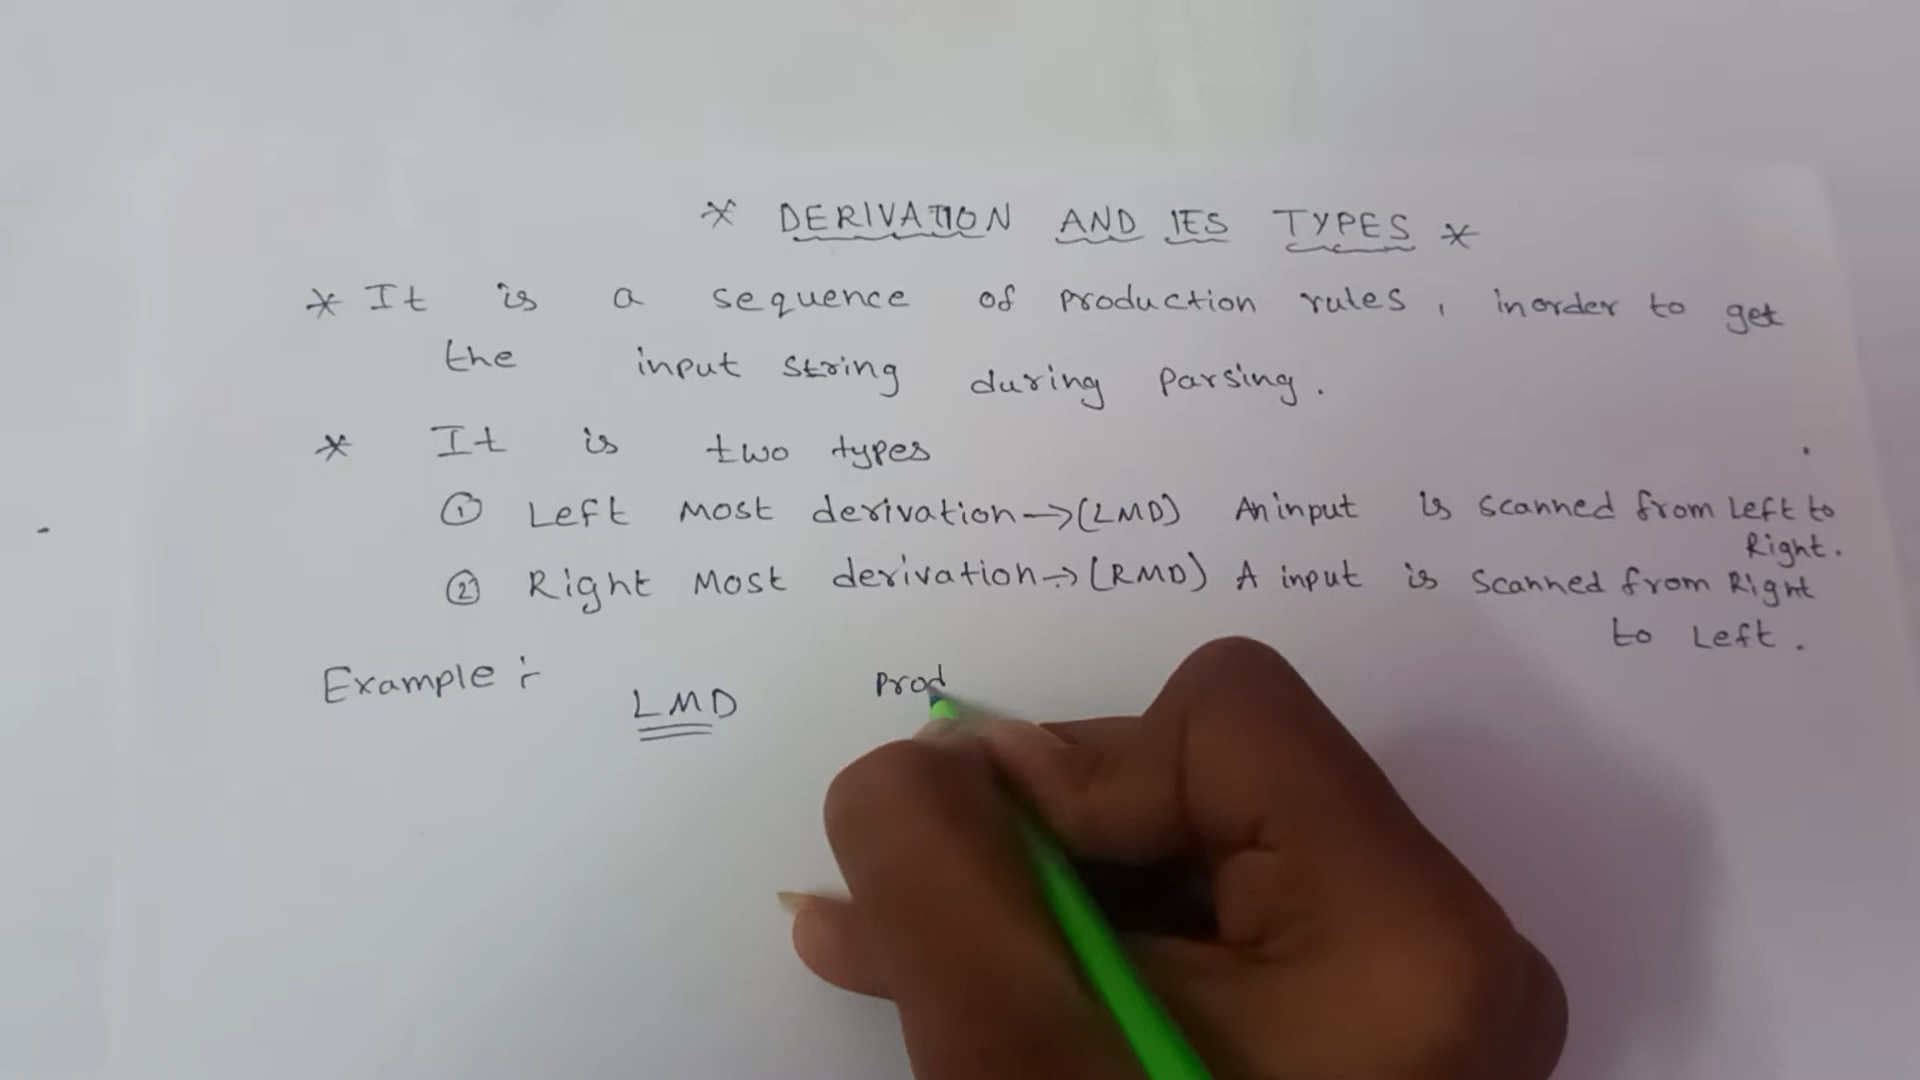 * DERIVATION AND IES TYPES *
* It is a sequence of production rules, inorder to get
the input string during parsing.
* It is two types
① Left Most derivation → (LMD) An input is scanned from Left to
Right.
② Right Most derivation → (RMD) A input is scanned from Right
to Left.
Example :-
LMD Prod